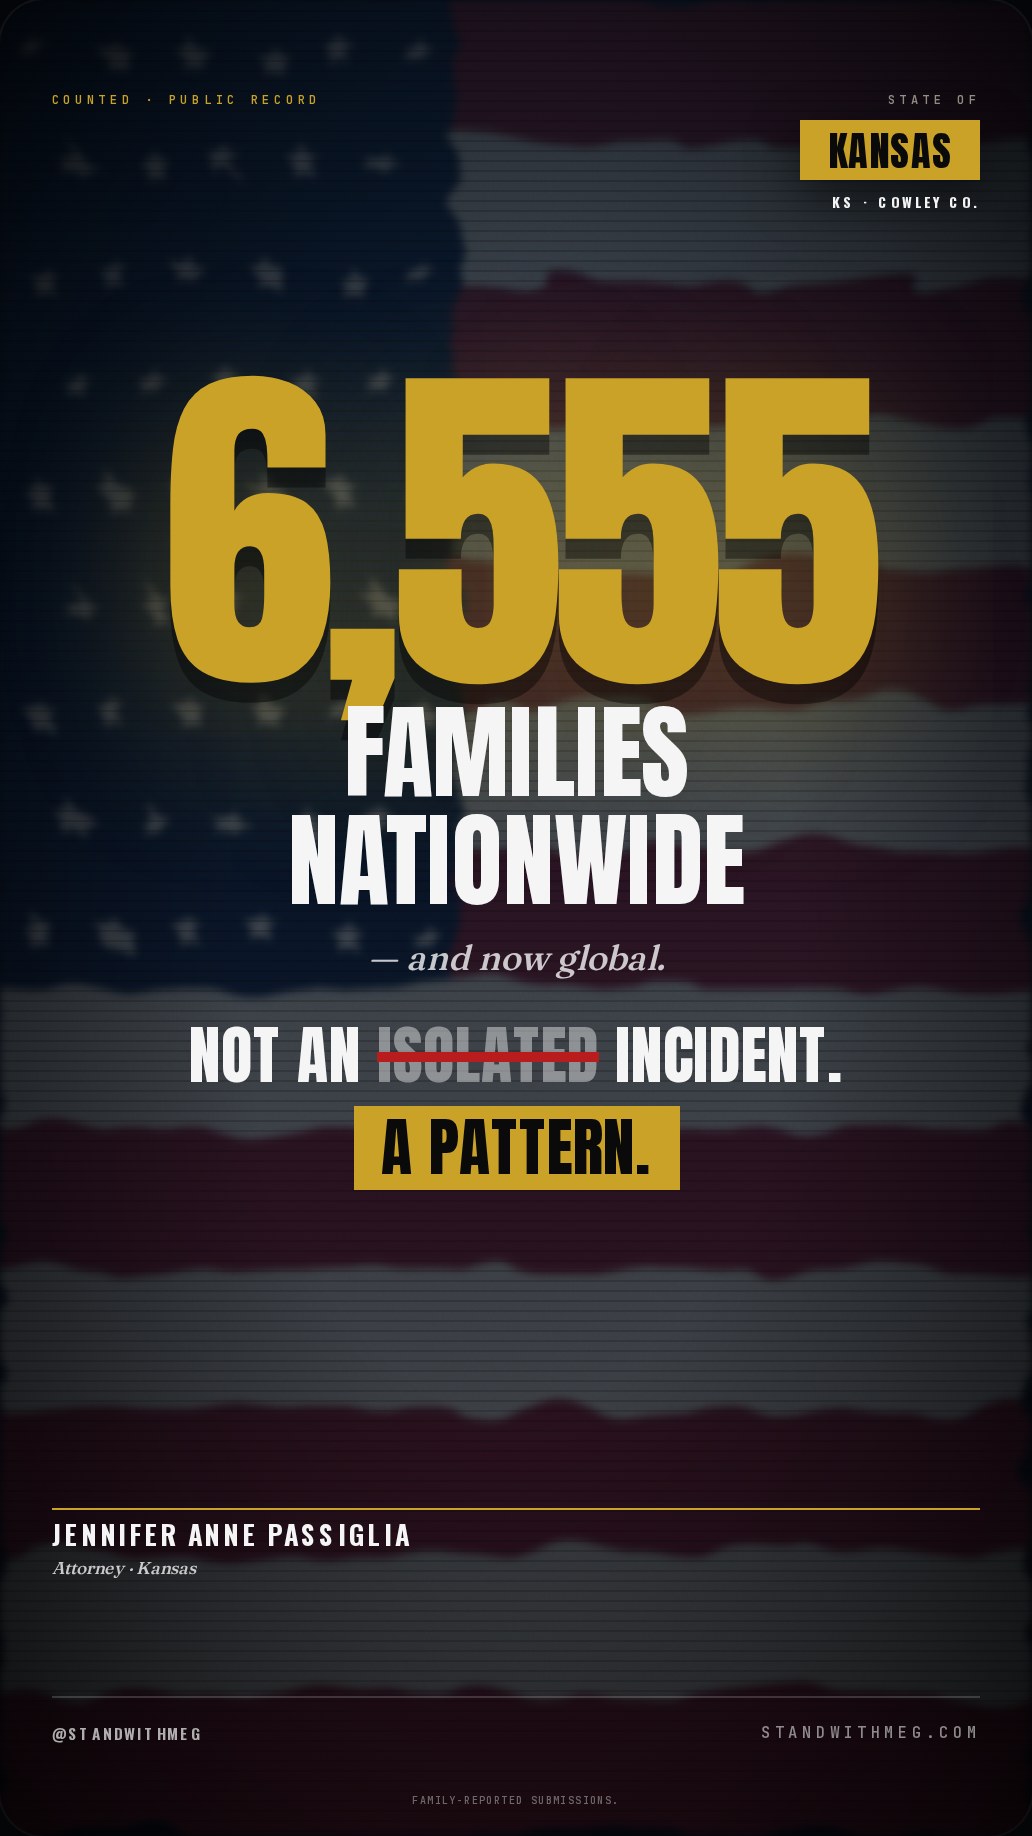 COUNTED · PUBLIC RECORD
STATE OF
KANSAS
KS · COWLEY CO.
6,555
FAMILIES
NATIONWIDE
— and now global.
NOT AN ISOLATED INCIDENT.
A PATTERN.
JENNIFER ANNE PASSIGLIA
Attorney · Kansas
@STANDWITHMEG
STANDWITHMEG.COM
FAMILY-REPORTED SUBMISSIONS.